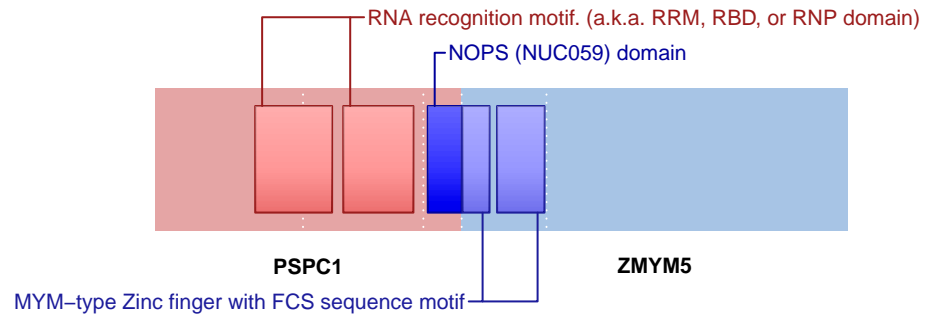 RNA recognition motif. (a.k.a. RRM, RBD, or RNP domain)
NOPS (NUC059) domain
PSPC1
ZMYM5
MYM−type Zinc finger with FCS sequence motif